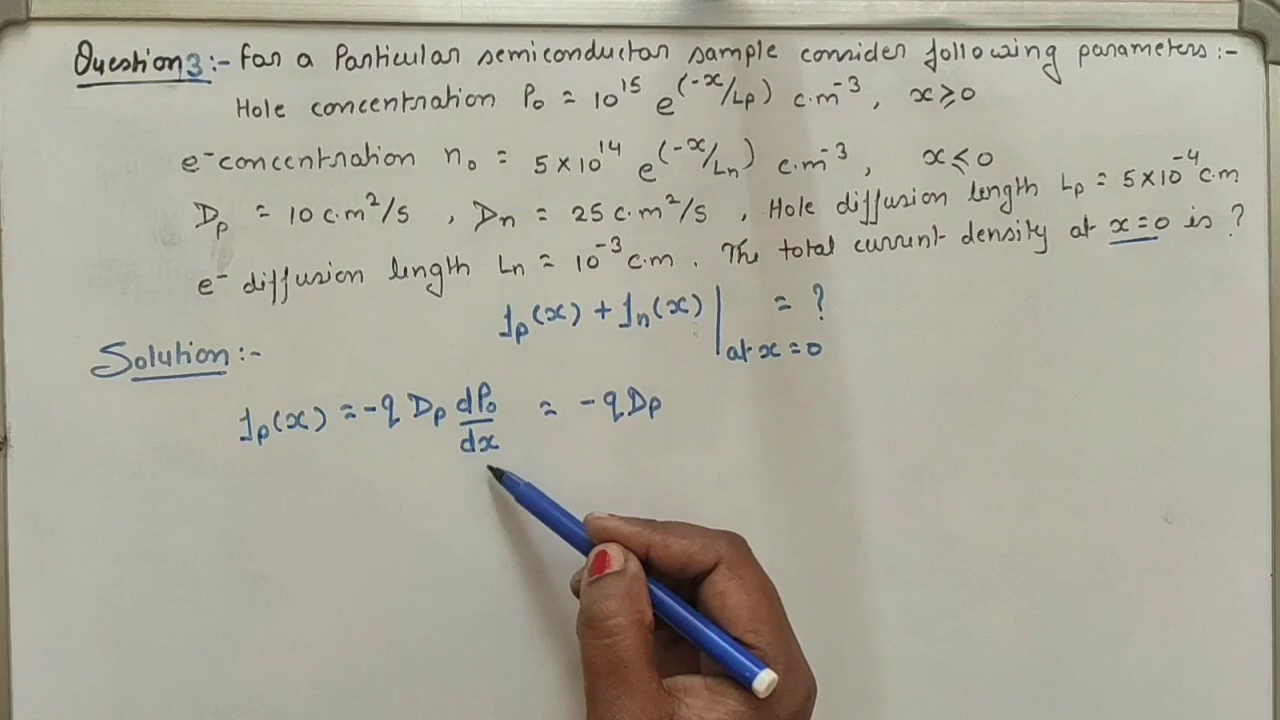 Question 3:- For a Particular semiconductor sample consider following parameters:-
Hole concentration P₀ = 10¹⁵ e^(-x/Lp) c.m⁻³, x ≥ 0
e⁻concentration n₀ = 5×10¹⁴ e^(-x/Ln) c.m⁻³, x ≤ 0
Dp = 10 c.m²/s, Dn = 25 c.m²/s, Hole diffusion length Lp = 5×10⁻⁴ c.m
e⁻ diffusion length Ln = 10⁻³ c.m. The total current density at x=0 is ?
Jp(x) + Jn(x) | at x=0 = ?
Solution:-
Jp(x) = -q Dp dP₀/dx = -q Dp